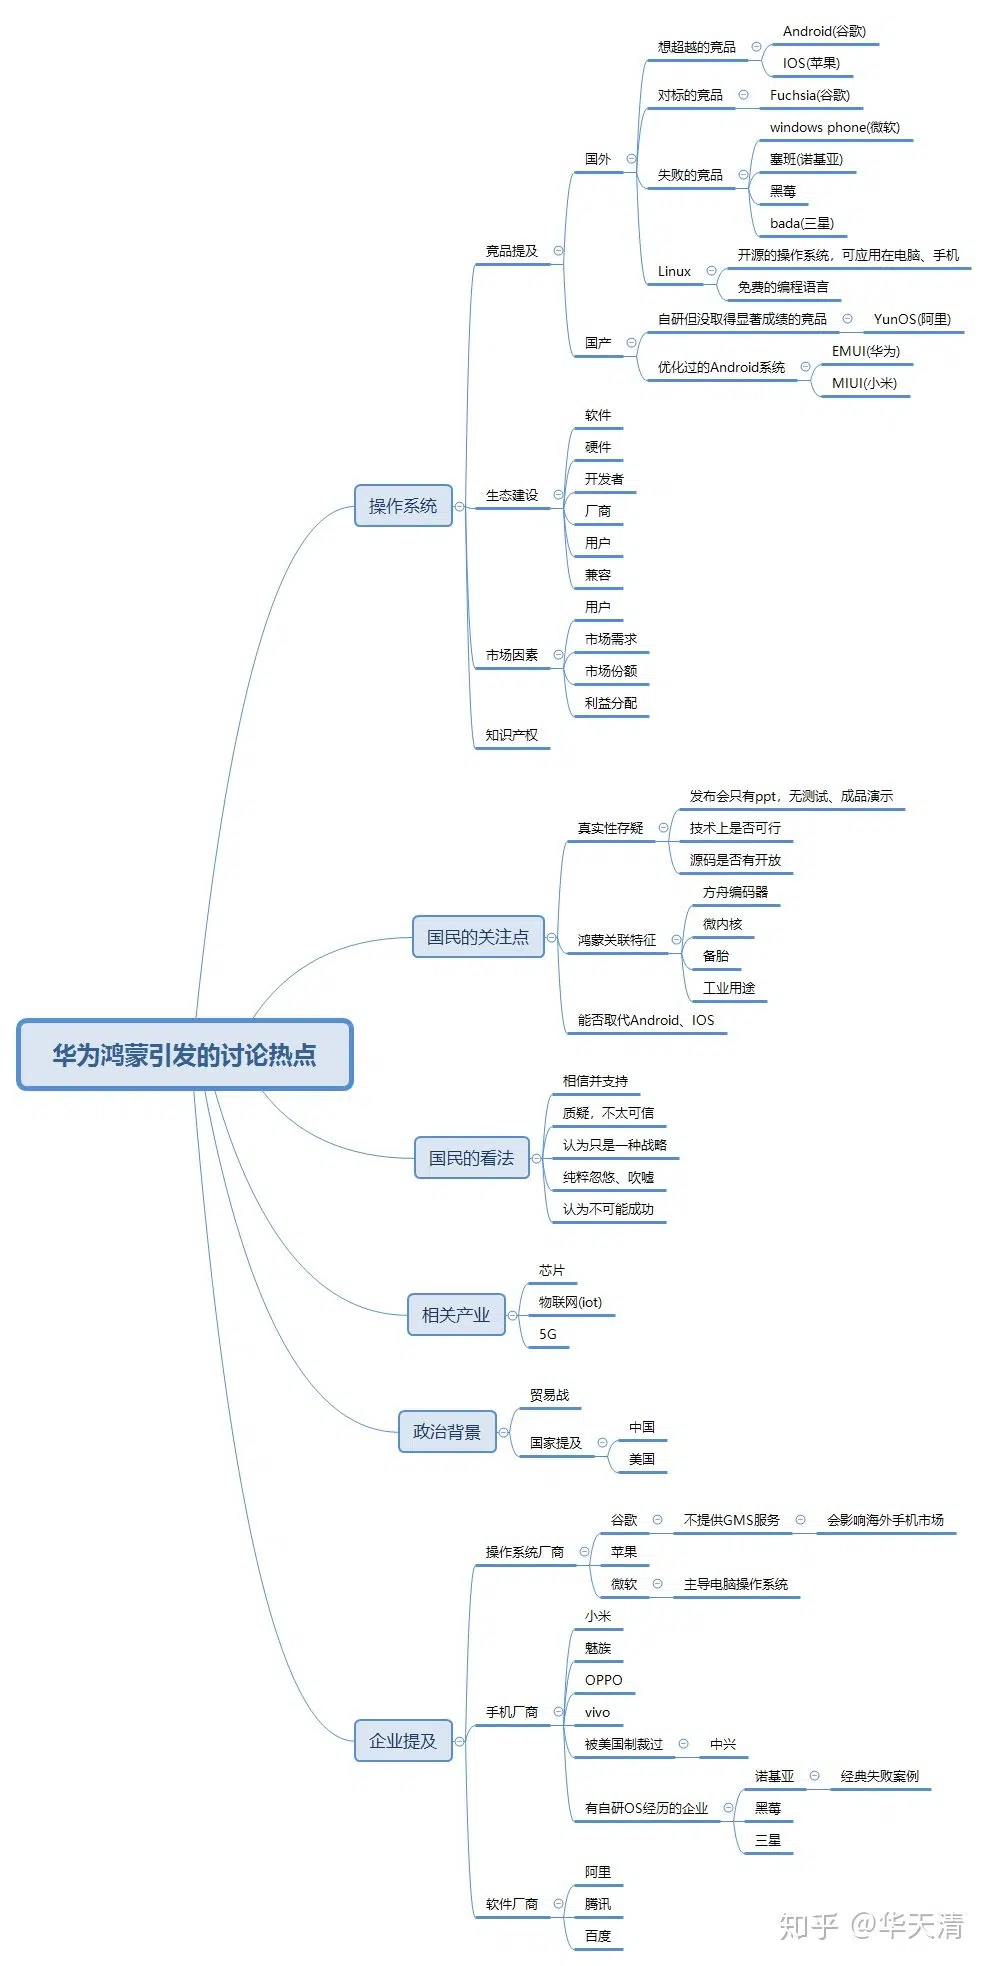 华为鸿蒙引发的讨论热点
操作系统
竞品提及
国外
想超越的竞品
Android(谷歌)
IOS(苹果)
对标的竞品
Fuchsia(谷歌)
失败的竞品
windows phone(微软)
塞班(诺基亚)
黑莓
bada(三星)
Linux
开源的操作系统，可应用在电脑、手机
免费的编程语言
国产
自研但没取得显著成绩的竞品
YunOS(阿里)
优化过的Android系统
EMUI(华为)
MIUI(小米)
生态建设
软件
硬件
开发者
厂商
用户
兼容
市场因素
用户
市场需求
市场份额
利益分配
知识产权
国民的关注点
真实性存疑
发布会只有ppt，无测试、成品演示
技术上是否可行
源码是否有开放
鸿蒙关联特征
方舟编码器
微内核
备胎
工业用途
能否取代Android、IOS
国民的看法
相信并支持
质疑，不太可信
认为只是一种战略
纯粹忽悠、吹嘘
认为不可能成功
相关产业
芯片
物联网(iot)
5G
政治背景
贸易战
国家提及
中国
美国
企业提及
操作系统厂商
谷歌
不提供GMS服务
会影响海外手机市场
苹果
微软
主导电脑操作系统
手机厂商
小米
魅族
OPPO
vivo
被美国制裁过
中兴
有自研OS经历的企业
诺基亚
经典失败案例
黑莓
三星
软件厂商
阿里
腾讯
百度
知乎 @华天清